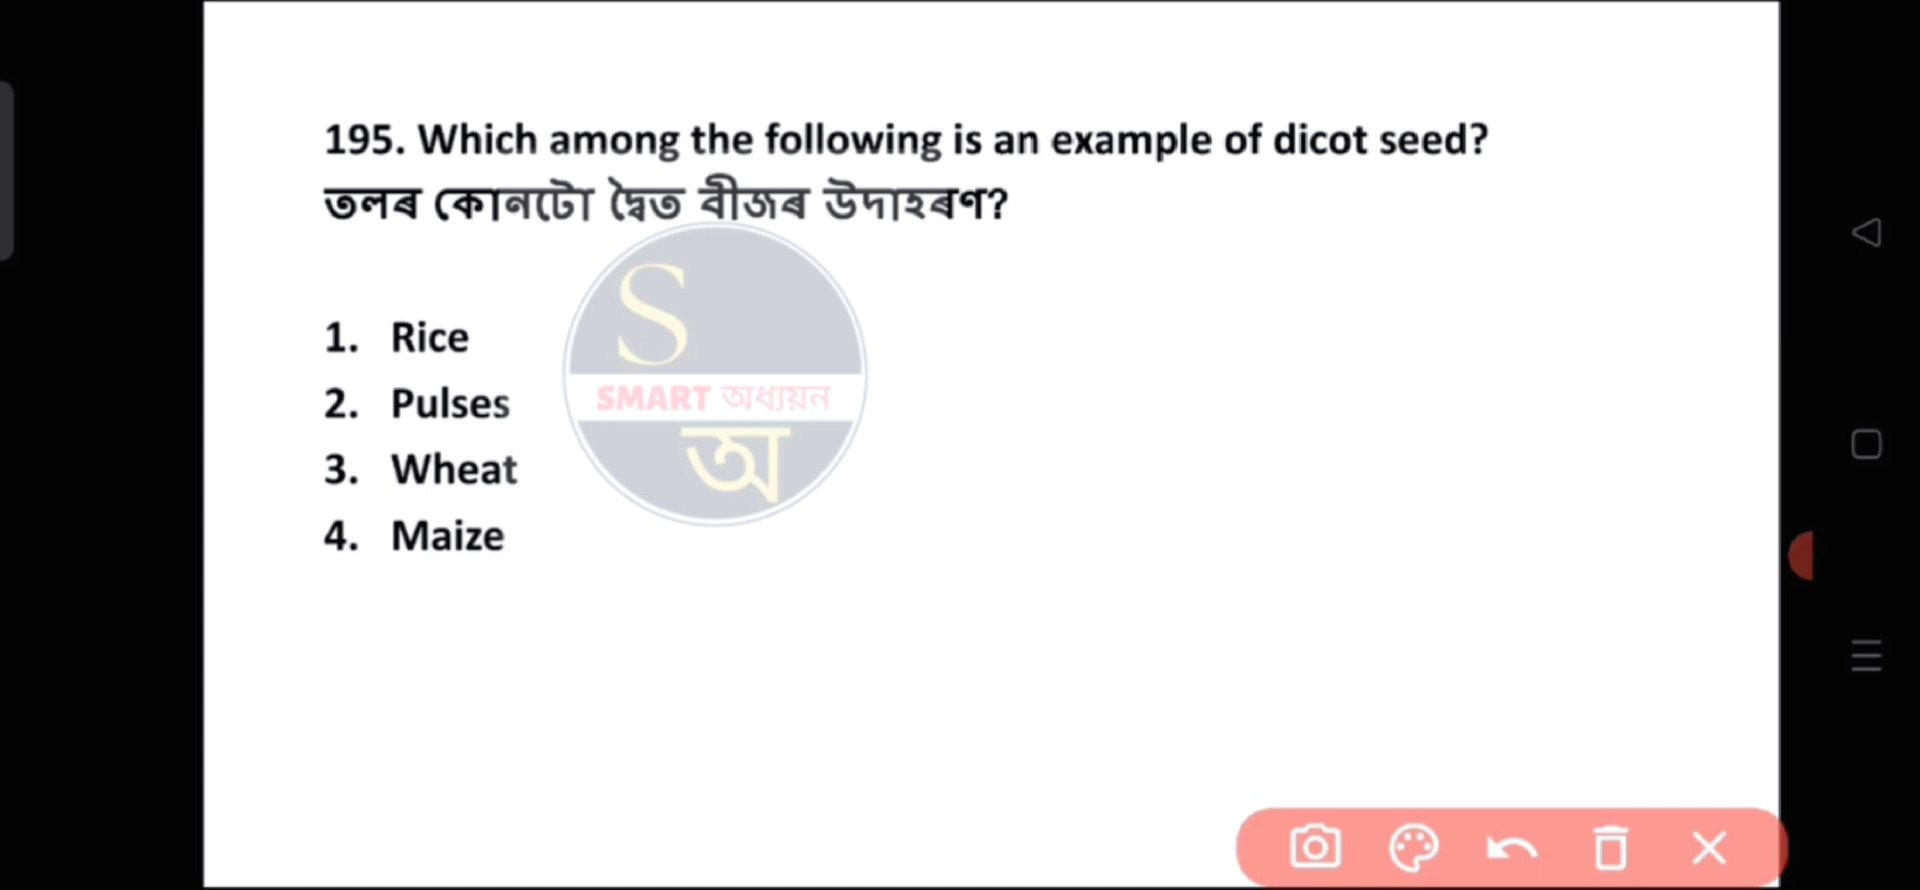 195. Which among the following is an example of dicot seed?
তলৰ কোনটো দ্বৈত বীজৰ উদাহৰণ?
1. Rice
2. Pulses
3. Wheat
4. Maize
S
SMART অধ্যয়ন
অ